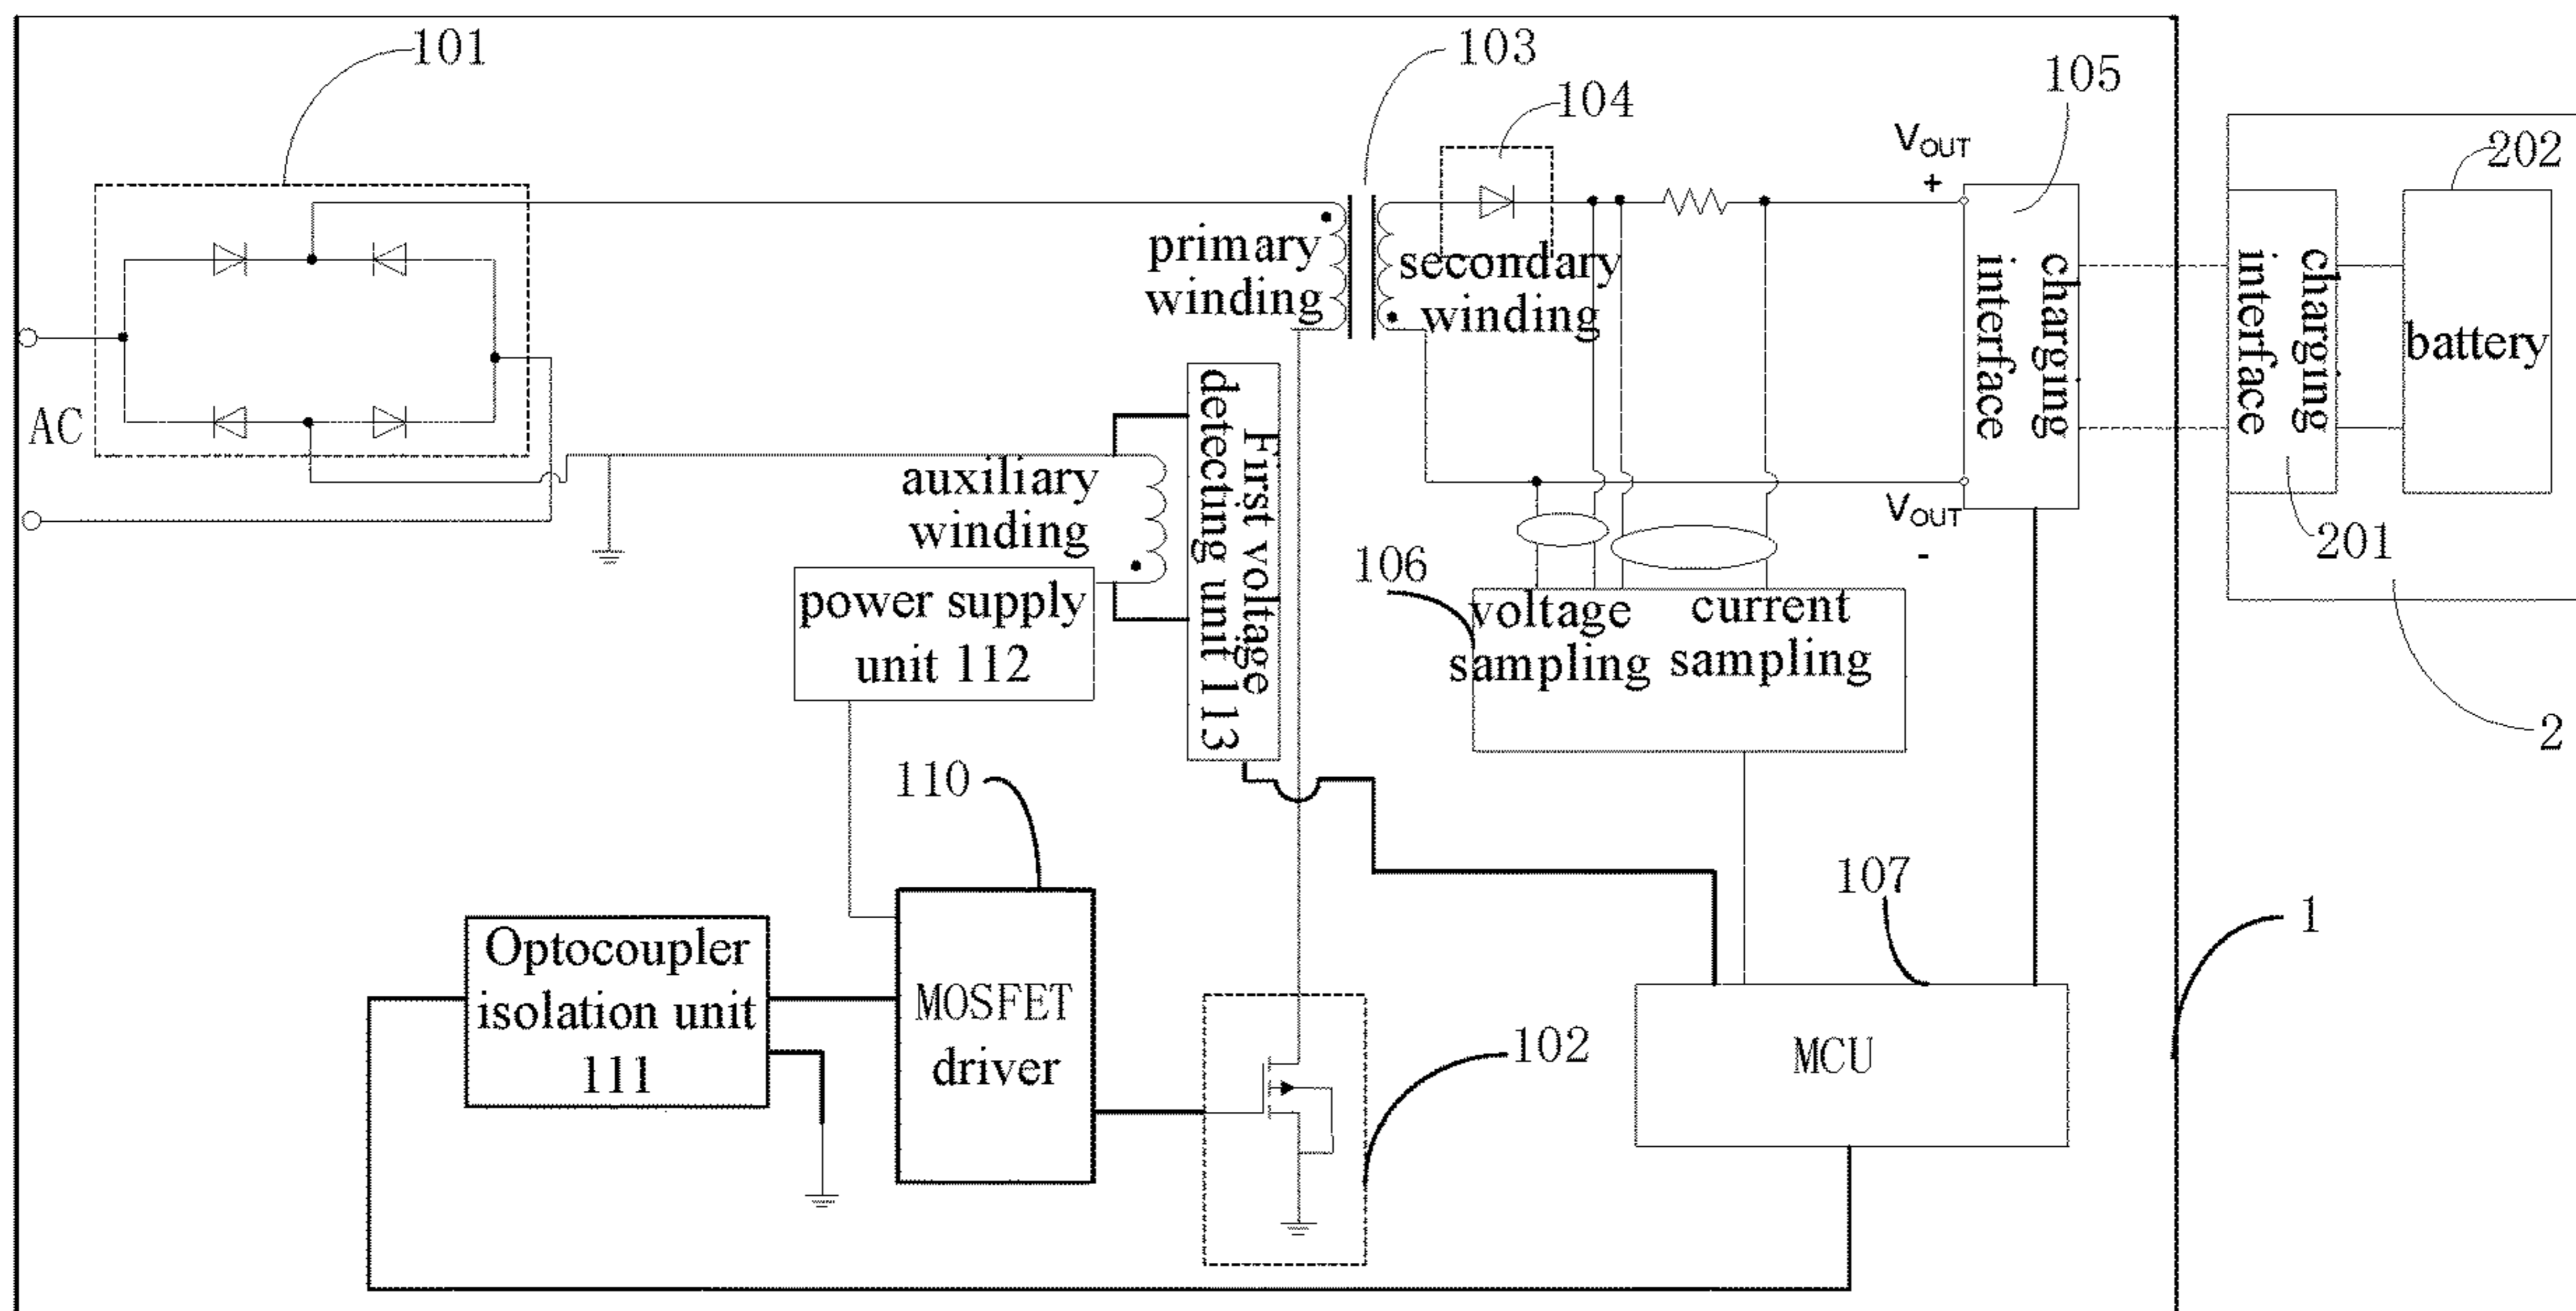 101
103
104
105
202
V_OUT
+
AC
primary
winding
secondary
winding
charging
interface
charging
interface
battery
auxiliary
winding
First voltage
detecting unit 113
V_OUT
-
201
2
106
voltage
sampling
current
sampling
power supply
unit 112
110
107
1
Optocoupler
isolation unit
111
MOSFET
driver
102
MCU